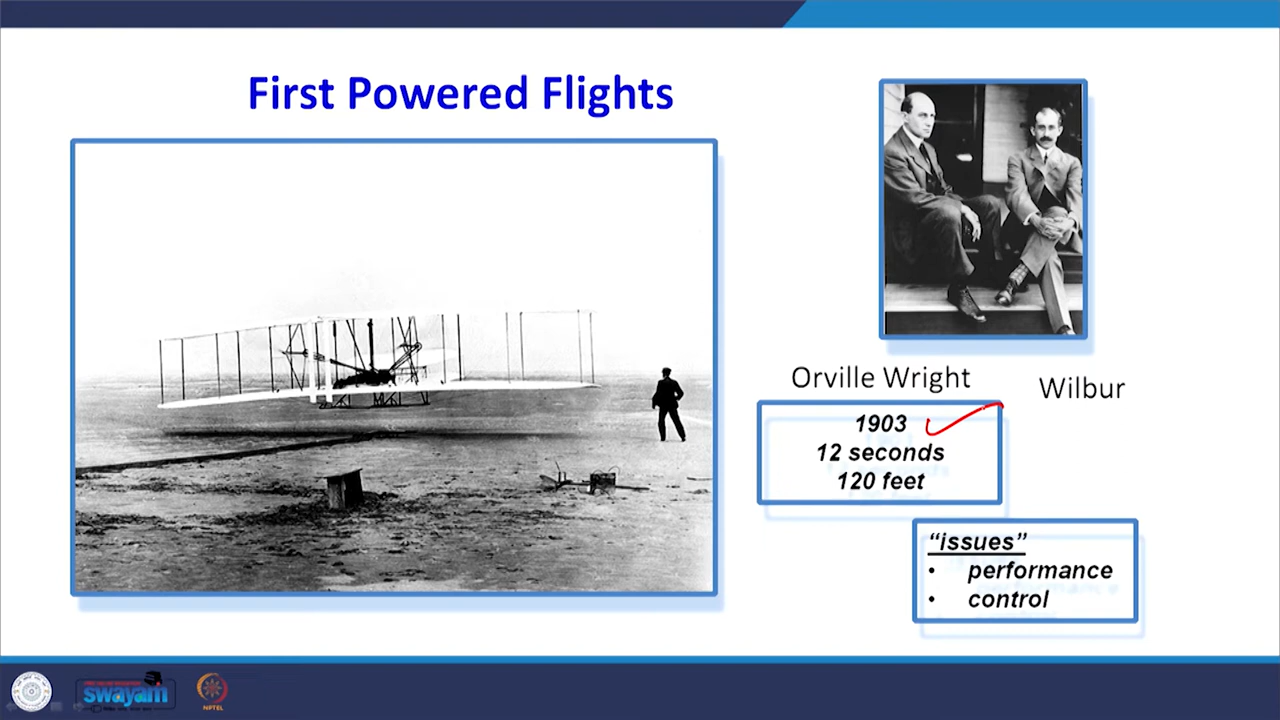 First Powered Flights
Orville Wright
Wilbur
1903
12 seconds
120 feet
“issues”
• performance
• control
swayam
NPTEL